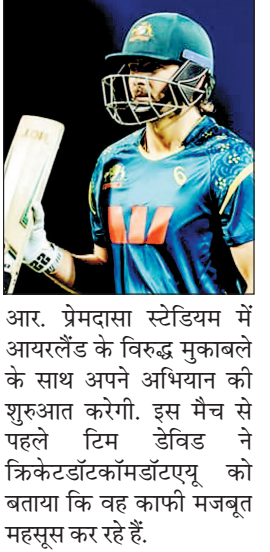 आर. प्रेमदासा स्टेडियम में
आयरलैंड के विरुद्ध मुकाबले
के साथ अपने अभियान की
शुरुआत करेगी. इस मैच से
पहले टिम डेविड ने
क्रिकेटडॉटकॉमडॉटएयू को
बताया कि वह काफी मजबूत
महसूस कर रहे हैं.